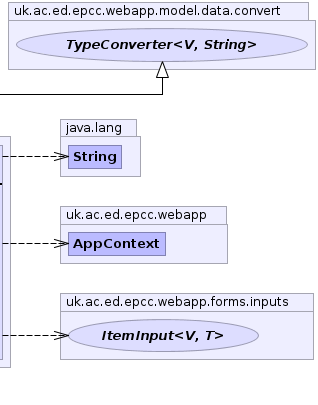 uk.ac.ed.epcc.webapp.model.data.convert
TypeConverter<V, String>
java.lang
String
uk.ac.ed.epcc.webapp
AppContext
uk.ac.ed.epcc.webapp.forms.inputs
ItemInput<V, T>